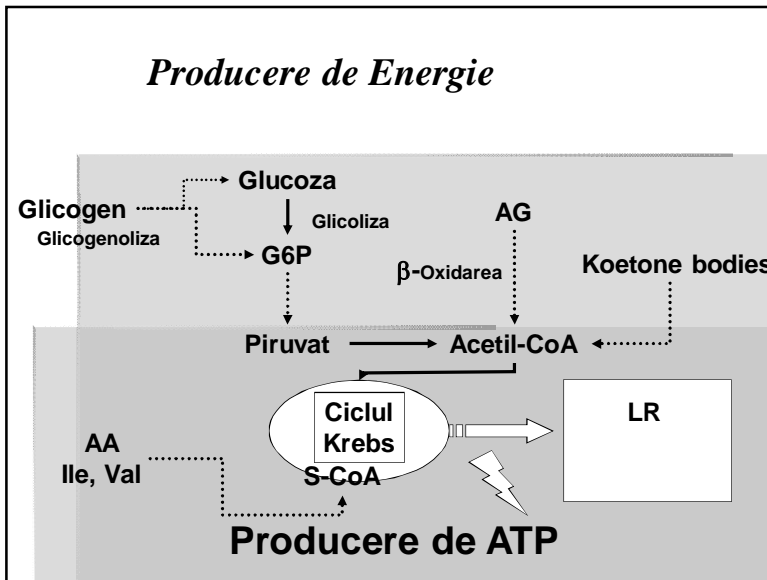 Producere de Energie
Glucoza
Glicogen
Glicoliza
Glicogenoliza
AG
G6P
β-Oxidarea
Koetone bodies
Piruvat
Acetil-CoA
Ciclul
Krebs
LR
AA
Ile, Val
S-CoA
Producere de ATP